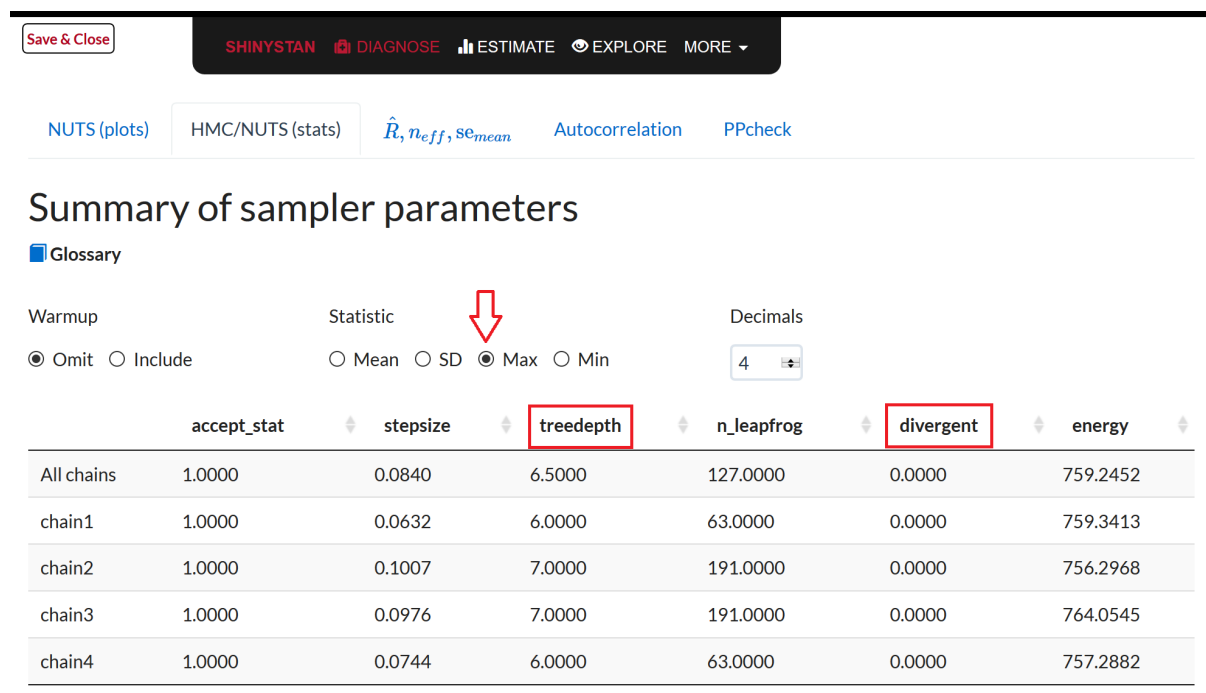 Save & Close
SHINYSTAN DIAGNOSE ESTIMATE EXPLORE MORE
NUTS (plots) HMC/NUTS (stats) R̂, n_eff, se_mean Autocorrelation PPcheck
Summary of sampler parameters
Glossary
Warmup Statistic Decimals
Omit Include Mean SD Max Min 4
accept_stat stepsize treedepth n_leapfrog divergent energy
All chains 1.0000 0.0840 6.5000 127.0000 0.0000 759.2452
chain1 1.0000 0.0632 6.0000 63.0000 0.0000 759.3413
chain2 1.0000 0.1007 7.0000 191.0000 0.0000 756.2968
chain3 1.0000 0.0976 7.0000 191.0000 0.0000 764.0545
chain4 1.0000 0.0744 6.0000 63.0000 0.0000 757.2882